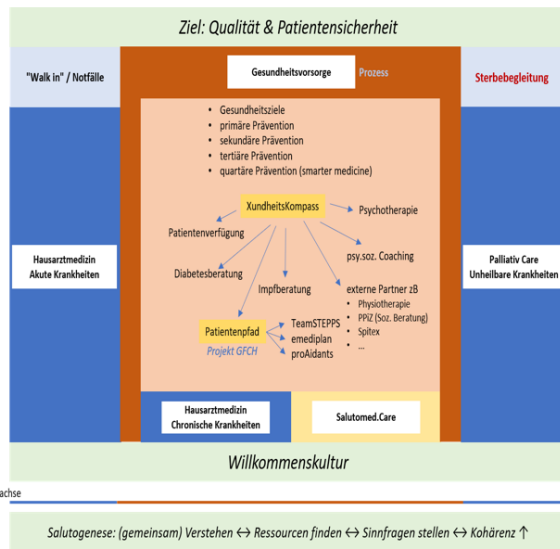 Ziel: Qualität & Patientensicherheit
"Walk in" / Notfälle
Gesundheitsvorsorge
Prozess
Sterbebegleitung
• Gesundheitsziele
• primäre Prävention
• sekundäre Prävention
• tertiäre Prävention
• quartäre Prävention (smarter medicine)
XundheitsKompass
Psychotherapie
Patientenverfügung
psy.soz. Coaching
Hausarztmedizin
Akute Krankheiten
Palliativ Care
Unheilbare Krankheiten
Diabetesberatung
Impfberatung
externe Partner zB
• Physiotherapie
• PPiZ (Soz. Beratung)
• Spitex
• ...
Patientenpfad
Projekt GFCH
TeamSTEPPS
emediplan
proAidants
Hausarztmedizin
Chronische Krankheiten
Salutomed.Care
Willkommenskultur
achse
Salutogenese: (gemeinsam) Verstehen ↔ Ressourcen finden ↔ Sinnfragen stellen ↔ Kohärenz ↑